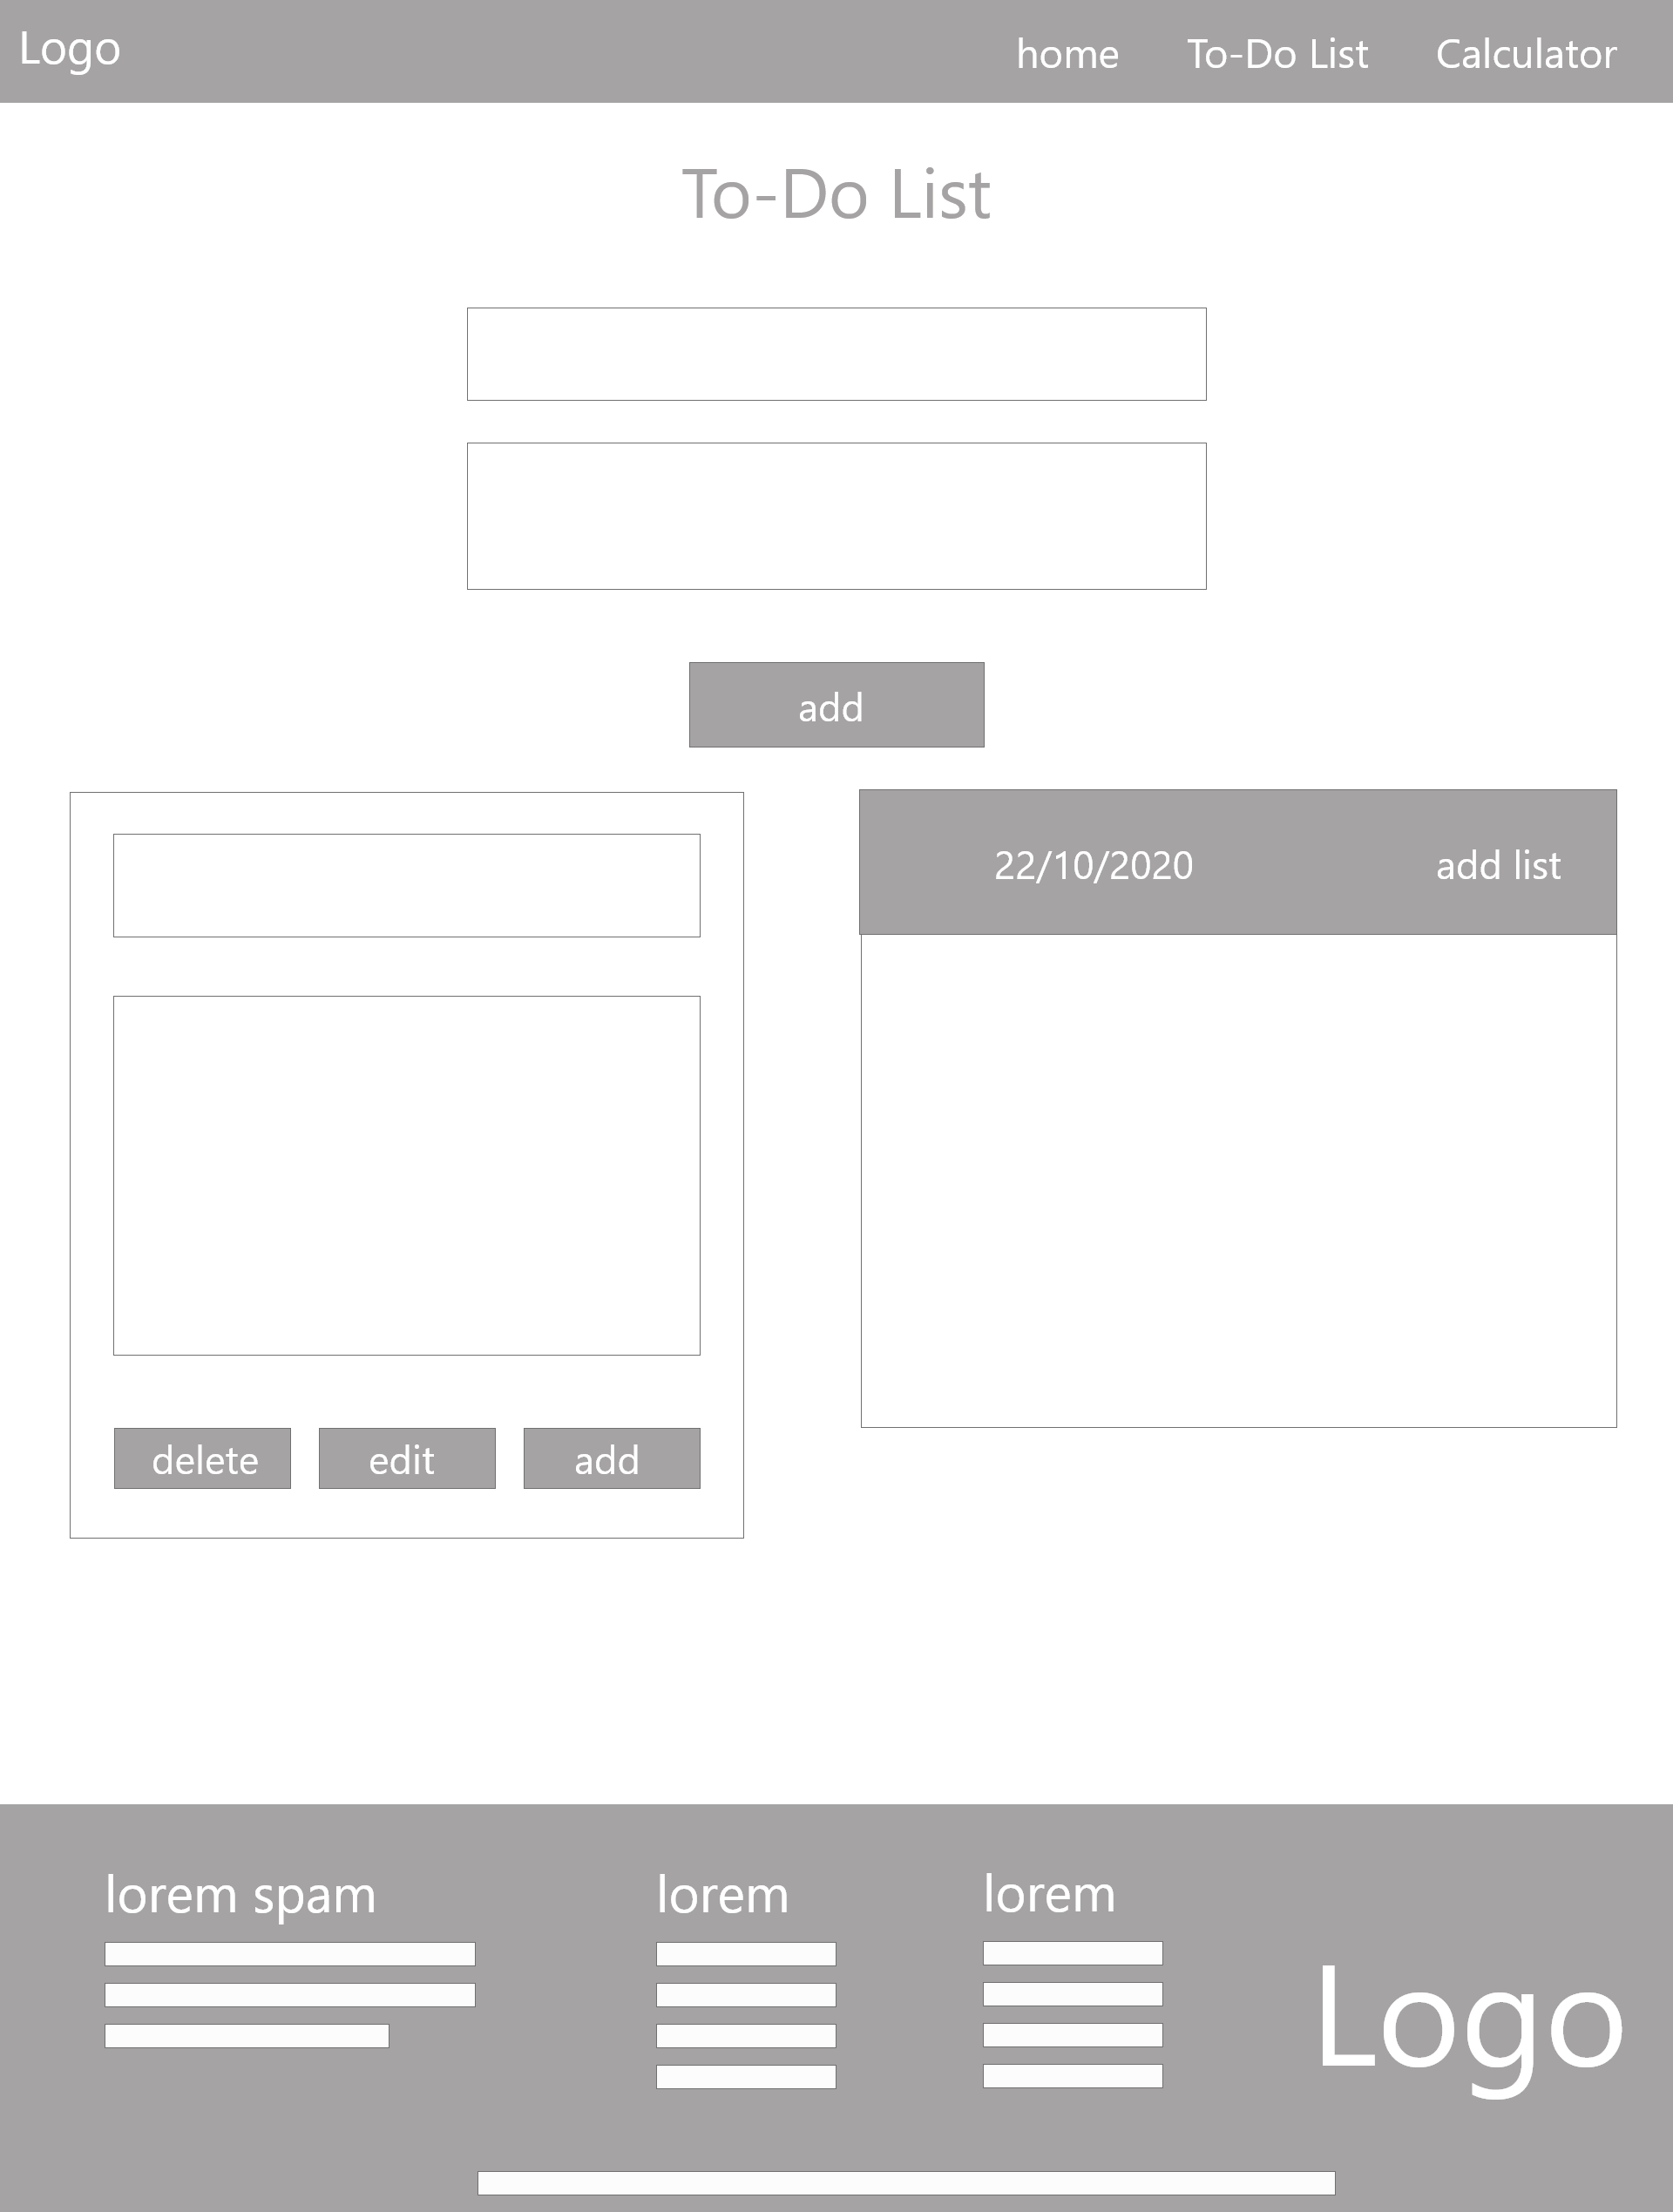 Logo
home To-Do List Calculator
To-Do List
add
22/10/2020 add list
delete edit add
lorem spam lorem lorem
Logo